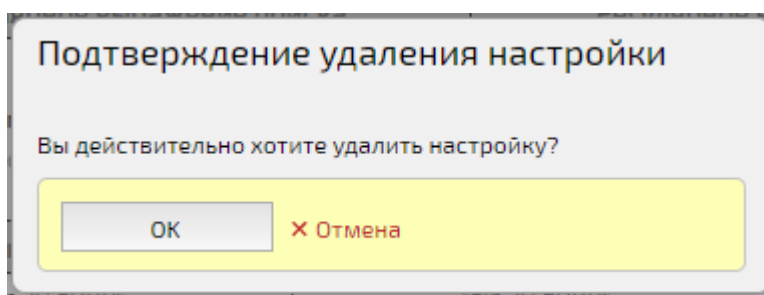 Подтверждение удаления настройки
Вы действительно хотите удалить настройку?
ОК
✕ Отмена